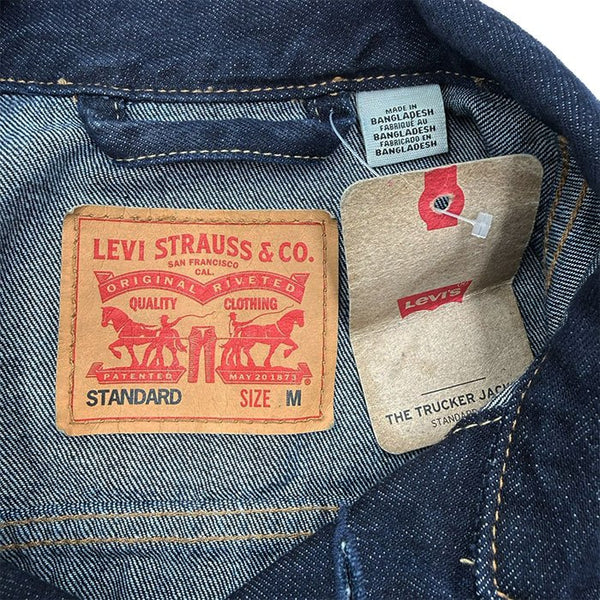 MADE IN
BANGLADESH
FABRIQUÉ AU
BANGLADESH
FABRICADO EN
BANGLADESH
LEVI STRAUSS & CO.
SAN FRANCISCO
CAL.
ORIGINAL RIVETED
QUALITY CLOTHING
PATENTED MAY 20 1873
STANDARD SIZE M
Levi's
THE TRUCKER JAC
STANDARD